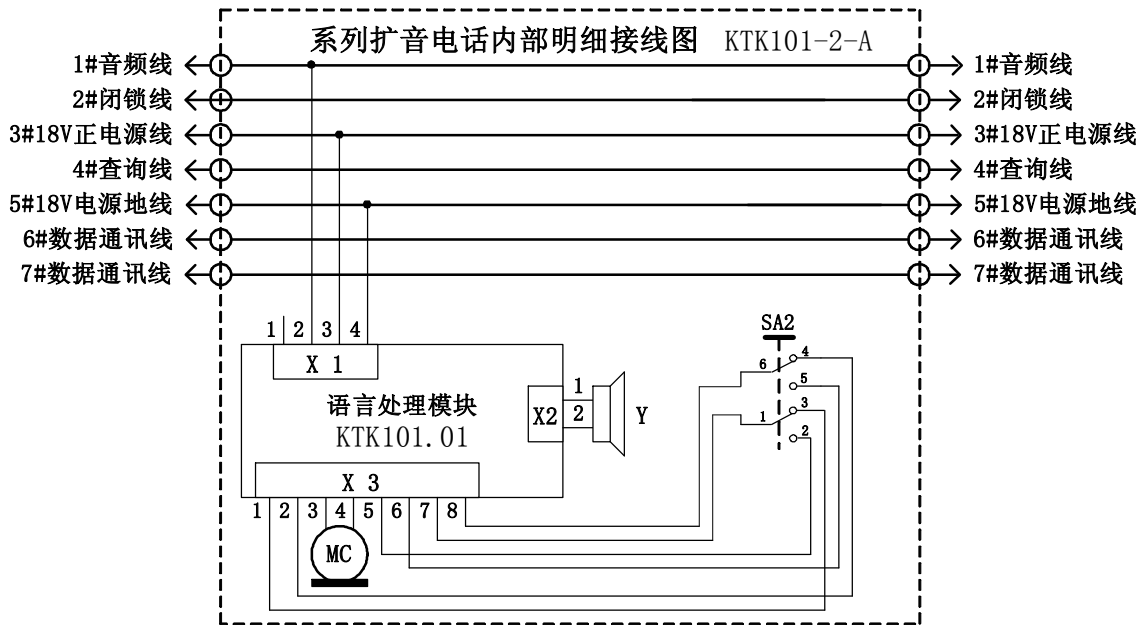 系列扩音电话内部明细接线图 KTK101-2-A
1#音频线 1#音频线
2#闭锁线 2#闭锁线
3#18V正电源线 3#18V正电源线
4#查询线 4#查询线
5#18V电源地线 5#18V电源地线
6#数据通讯线 6#数据通讯线
7#数据通讯线 7#数据通讯线
1 2 3 4
X 1
SA2
6 4
5
语言处理模块
KTK101.01
X2
1
2
Y
1 3
2
X 3
1 2 3 4 5 6 7 8
MC